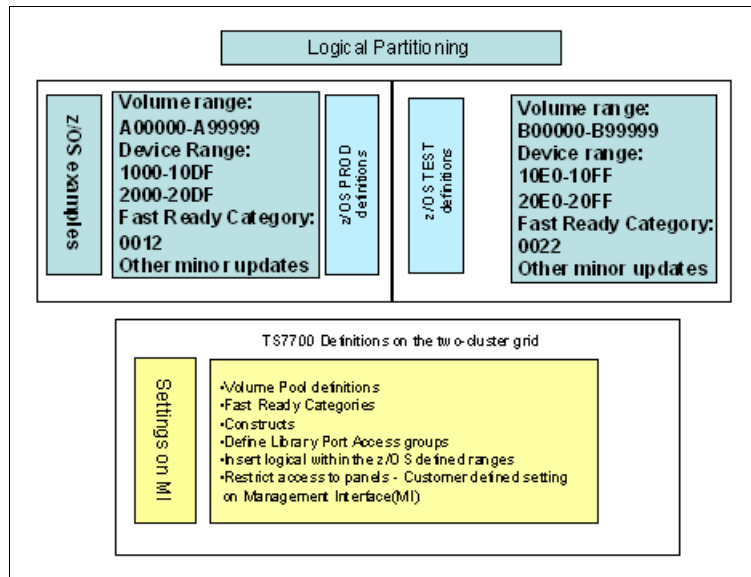 Logical Partitioning
z/OS examples
Volume range:
A00000-A99999
Device Range:
1000-10DF
2000-20DF
Fast Ready Category:
0012
Other minor updates
z/OS PROD
definitions
z/OS TEST
definitions
Volume range:
B00000-B99999
Device range:
10E0-10FF
20E0-20FF
Fast Ready Category:
0022
Other minor updates
TS7700 Definitions on the two-cluster grid
Settings on MI
•Volume Pool definitions
•Fast Ready Categories
•Constructs
•Define Library Port Access groups
•Insert logical within the z/OS defined ranges
•Restrict access to panels - Customer defined setting
on Management Interface(MI)